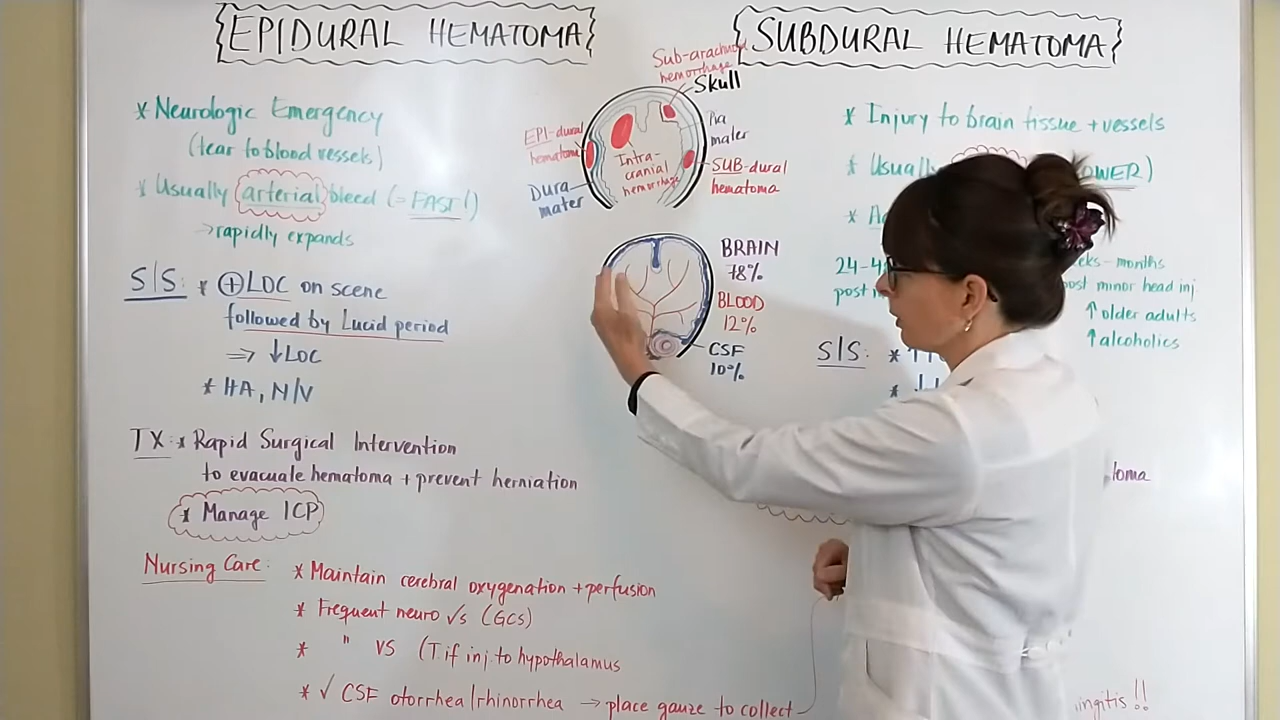 EPIDURAL HEMATOMA
* Neurologic Emergency
(tear to blood vessels)
* Usually arterial bleed (= FAST!)
→ rapidly expands
S/S: * ⊕LOC on scene
followed by Lucid period
⇒ ↓LOC
* HA, N/V
TX: * Rapid Surgical Intervention
to evacuate hematoma + prevent herniation
* Manage ICP
Nursing Care: * Maintain cerebral oxygenation + perfusion
* Frequent neuro √s (GCS)
* " VS (T if inj. to hypothalamus
* √ CSF otorrhea/rhinorrhea → place gauze to collect
Sub-arachnoid
hemorrhage
Skull
Pia
mater
EPI-dural
hematoma
Intra-
cranial
hemorrhage
SUB-dural
hematoma
Dura
mater
BRAIN
78%
BLOOD
12%
CSF
10%
SUBDURAL HEMATOMA
* Injury to brain tissue + vessels
* Usually OWER)
*
24-4
post
eks - months
post minor head inj.
↑ older adults
↑ alcoholics
S/S: * ↑
* ↓
toma
ingitis!!